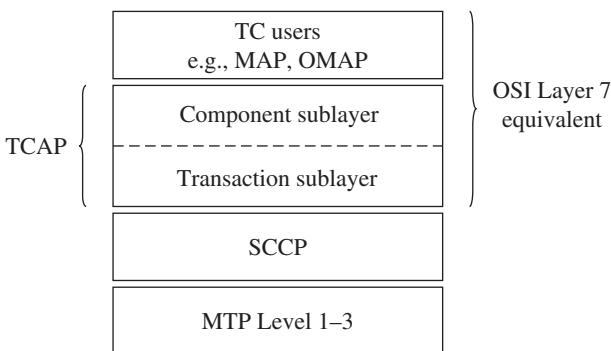 TC users
e.g., MAP, OMAP
OSI Layer 7
equivalent
TCAP
Component sublayer
Transaction sublayer
SCCP
MTP Level 1–3